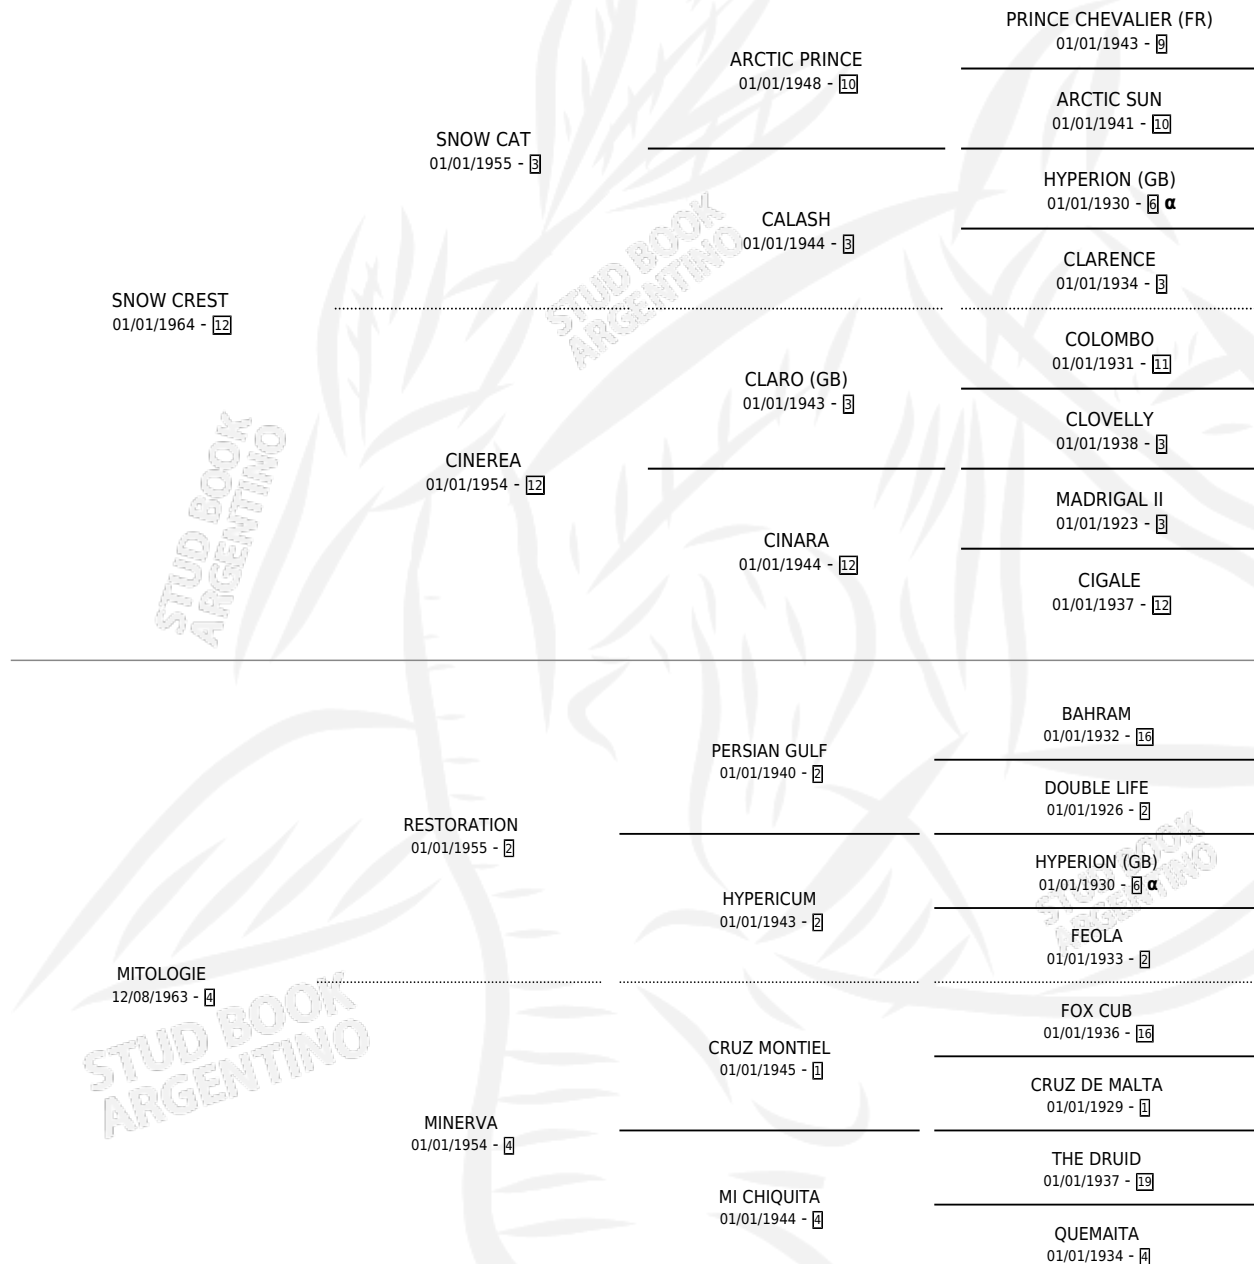 PRINCE CHEVALIER (FR)
01/01/1943 - 9
ARCTIC PRINCE
01/01/1948 - 10
ARCTIC SUN
01/01/1941 - 10
SNOW CAT
01/01/1955 - 3
HYPERION (GB)
01/01/1930 - 6 α
CALASH
01/01/1944 - 3
CLARENCE
01/01/1934 - 3
SNOW CREST
01/01/1964 - 12
COLOMBO
01/01/1931 - 11
CLARO (GB)
01/01/1943 - 3
CLOVELLY
01/01/1938 - 3
CINEREA
01/01/1954 - 12
MADRIGAL II
01/01/1923 - 3
CINARA
01/01/1944 - 12
CIGALE
01/01/1937 - 12
BAHRAM
01/01/1932 - 16
PERSIAN GULF
01/01/1940 - 2
DOUBLE LIFE
01/01/1926 - 2
RESTORATION
01/01/1955 - 2
HYPERION (GB)
01/01/1930 - 6 α
HYPERICUM
01/01/1943 - 2
FEOLA
01/01/1933 - 2
MITOLOGIE
12/08/1963 - 4
FOX CUB
01/01/1936 - 16
CRUZ MONTIEL
01/01/1945 - 1
CRUZ DE MALTA
01/01/1929 - 1
MINERVA
01/01/1954 - 4
THE DRUID
01/01/1937 - 19
MI CHIQUITA
01/01/1944 - 4
QUEMAITA
01/01/1934 - 4
STUD BOOK
ARGENTINO
STUD BOOK
ARGENTINO
STUD BOOK
ARGENTINO
STUD BOOK
ARGENTINO